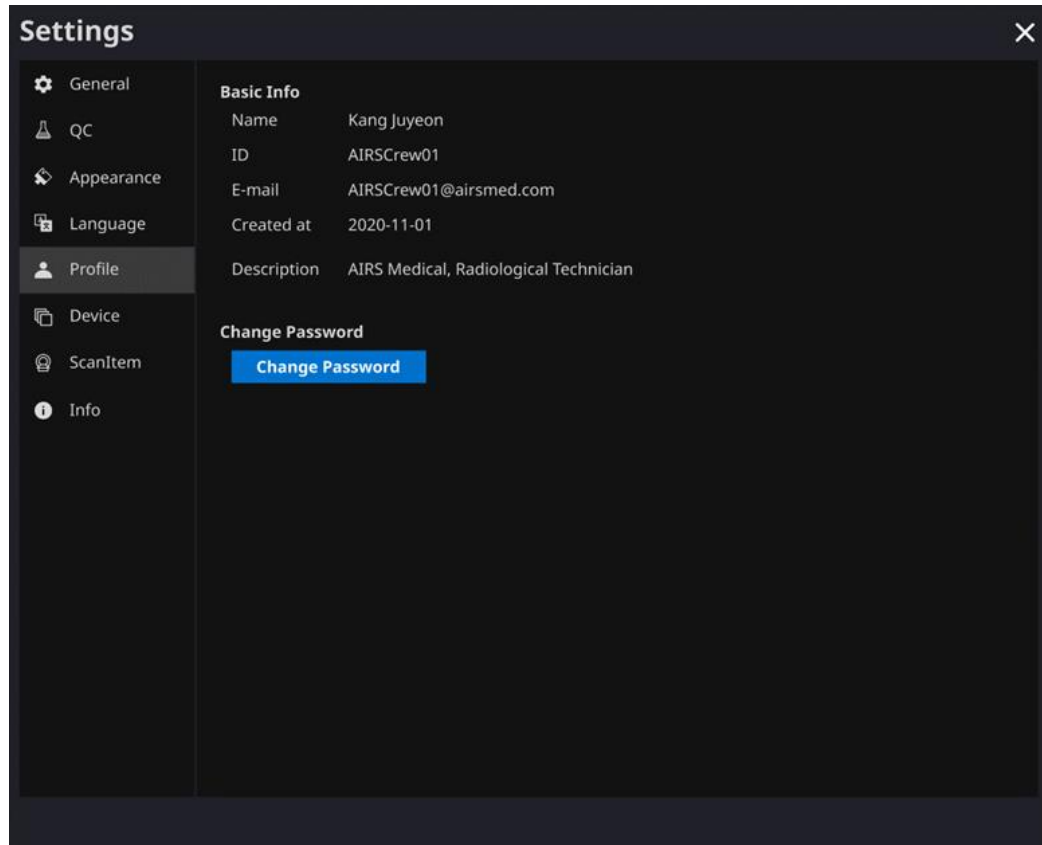 Settings
General
QC
Appearance
Language
Profile
Device
ScanItem
Info
Basic Info
Name Kang Juyeon
ID AIRSCrew01
E-mail AIRSCrew01@airsmed.com
Created at 2020-11-01
Description AIRS Medical, Radiological Technician
Change Password
Change Password